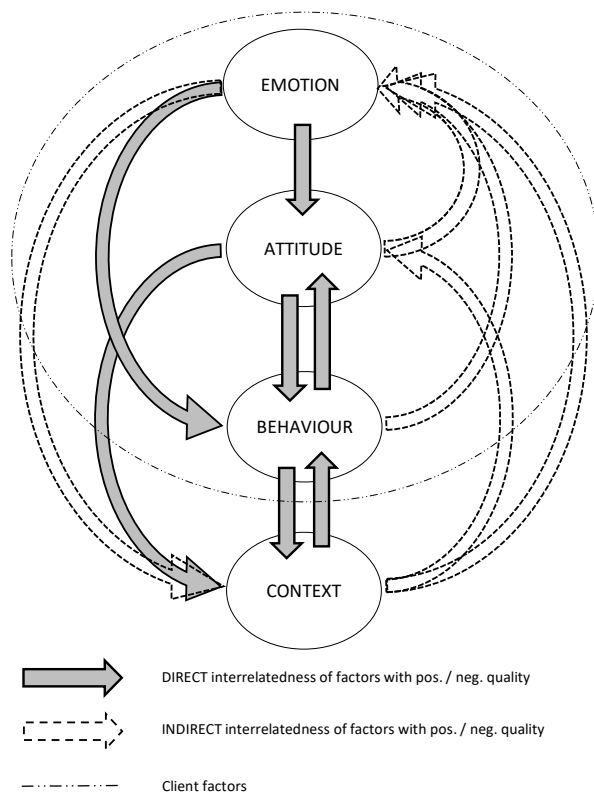 EMOTION
ATTITUDE
BEHAVIOUR
CONTEXT
DIRECT interrelatedness of factors with pos. / neg. quality
INDIRECT interrelatedness of factors with pos. / neg. quality
Client factors